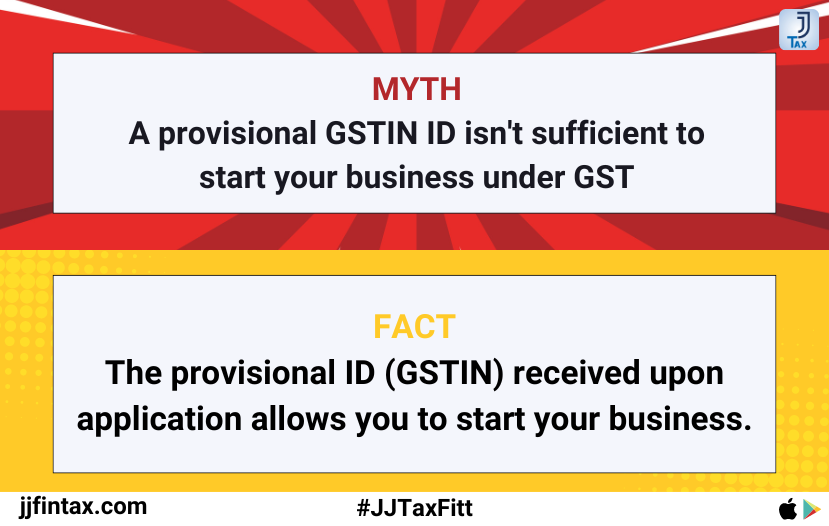 J
TAX
MYTH
A provisional GSTIN ID isn't sufficient to
start your business under GST
FACT
The provisional ID (GSTIN) received upon
application allows you to start your business.
jjfintax.com
#JJTaxFitt